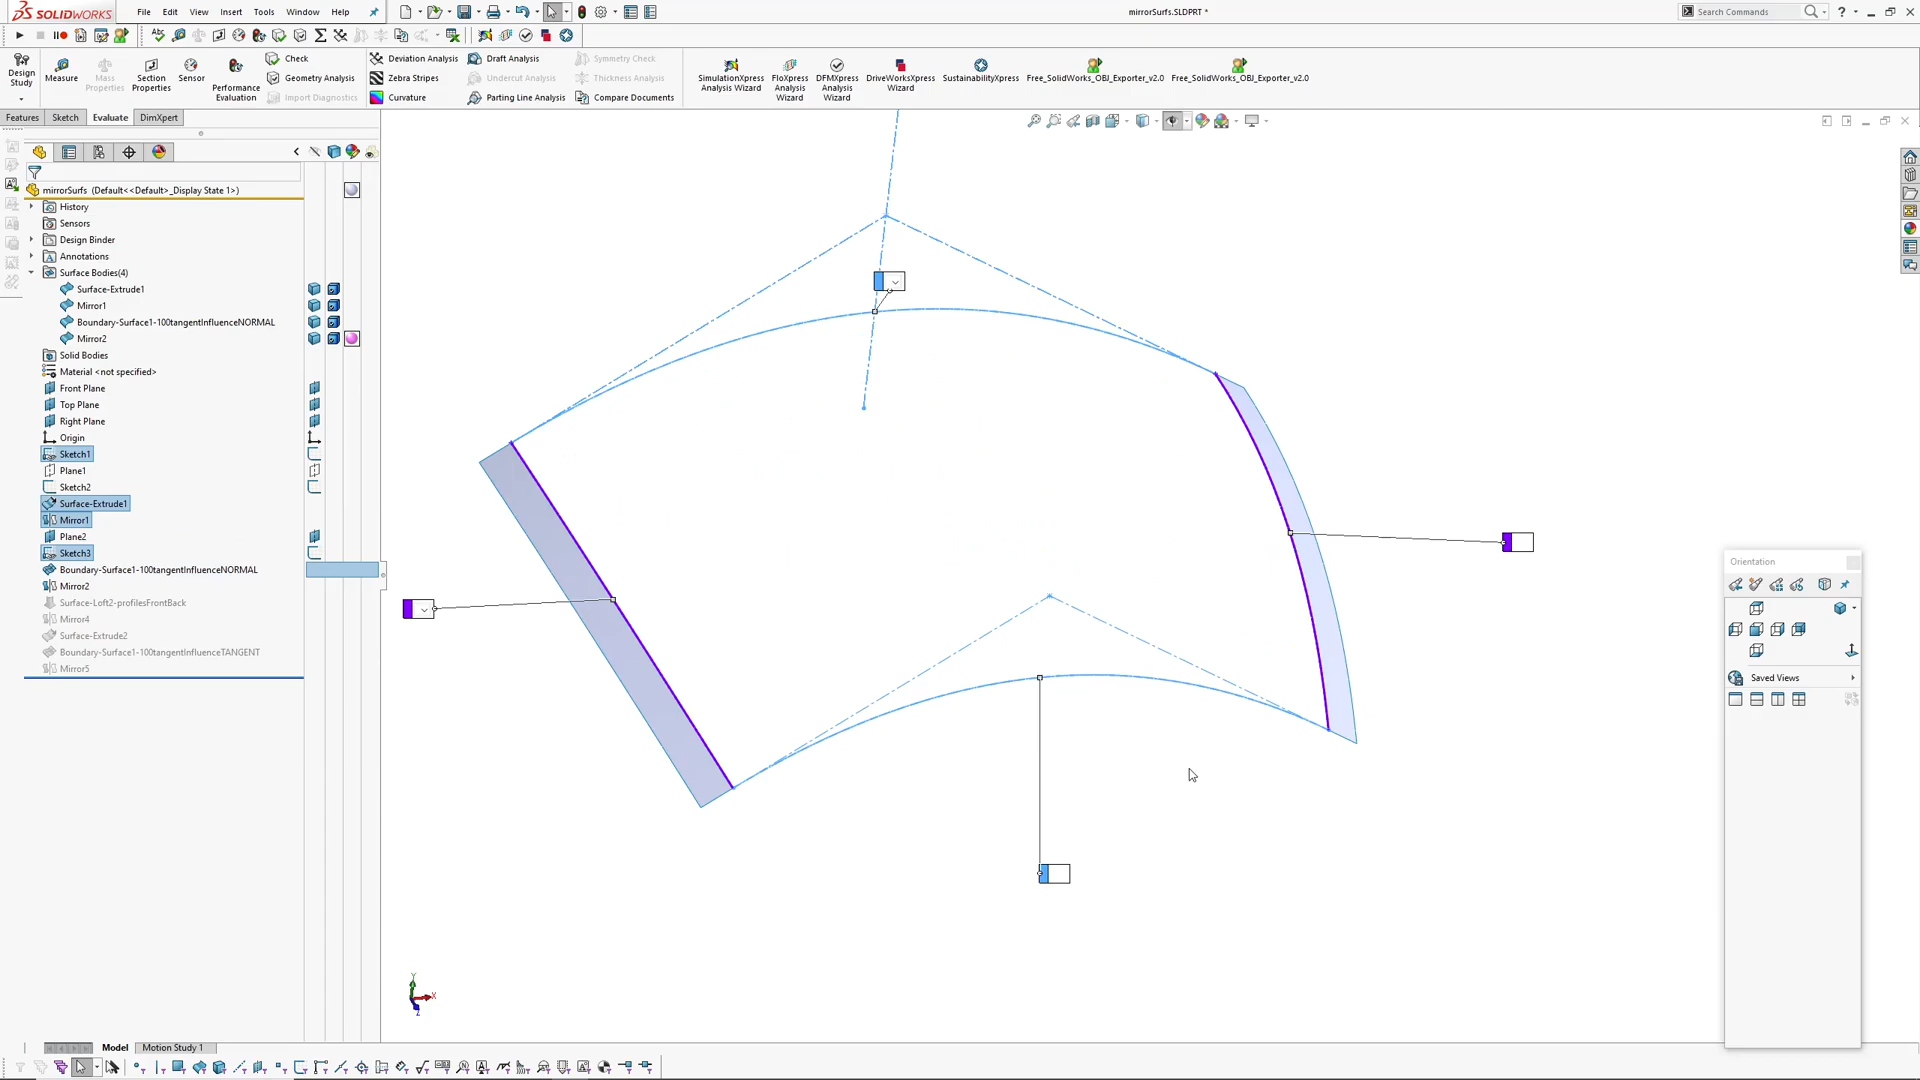 SOLIDWORKS File Edit View Insert Tools Window Help mirrorSurfs.SLDPRT * Search Commands
Design Study
Measure
Mass Properties
Section Properties
Sensor
Performance Evaluation
Check
Geometry Analysis
Import Diagnostics
Deviation Analysis
Zebra Stripes
Curvature
Draft Analysis
Undercut Analysis
Parting Line Analysis
Symmetry Check
Thickness Analysis
Compare Documents
SimulationXpress Analysis Wizard
FloXpress Analysis Wizard
DFMXpress Analysis Wizard
DriveWorksXpress Wizard
SustainabilityXpress
Free_SolidWorks_OBJ_Exporter_v2.0
Free_SolidWorks_OBJ_Exporter_v2.0
Features Sketch Evaluate DimXpert
mirrorSurfs (Default<<Default>_Display State 1>)
History
Sensors
Design Binder
Annotations
Surface Bodies(4)
Surface-Extrude1
Mirror1
Boundary-Surface1-100tangentInfluenceNORMAL
Mirror2
Solid Bodies
Material <not specified>
Front Plane
Top Plane
Right Plane
Origin
Sketch1
Plane1
Sketch2
Surface-Extrude1
Mirror1
Plane2
Sketch3
Boundary-Surface1-100tangentInfluenceNORMAL
Mirror2
Surface-Loft2-profilesFrontBack
Mirror4
Surface-Extrude2
Boundary-Surface1-100tangentInfluenceTANGENT
Mirror5
Orientation
Saved Views
Y
X
Z
Model Motion Study 1